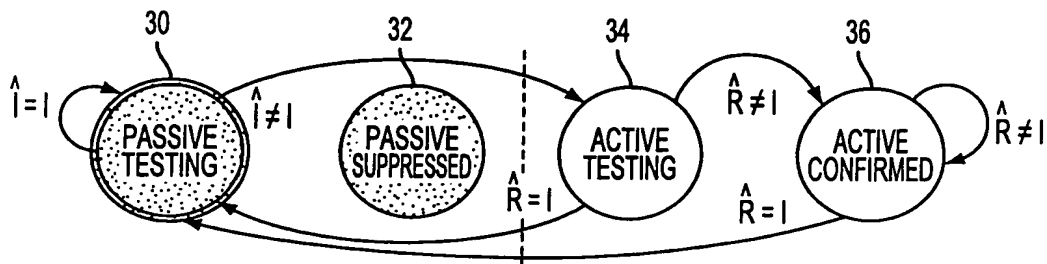 30
32
34
36
Î = I
PASSIVE
TESTING
Î ≠ I
PASSIVE
SUPPRESSED
ACTIVE
TESTING
R̂ ≠ I
ACTIVE
CONFIRMED
R̂ ≠ I
R̂ = I
R̂ = I